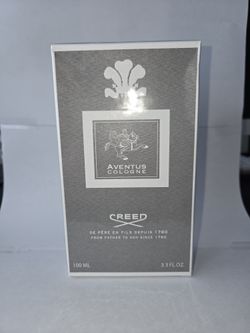 AVENTUS
COLOGNE
CREED
DE PÈRE EN FILS DEPUIS 1760
FROM FATHER TO SON SINCE 1760
100 ML 3.3 FL.OZ.